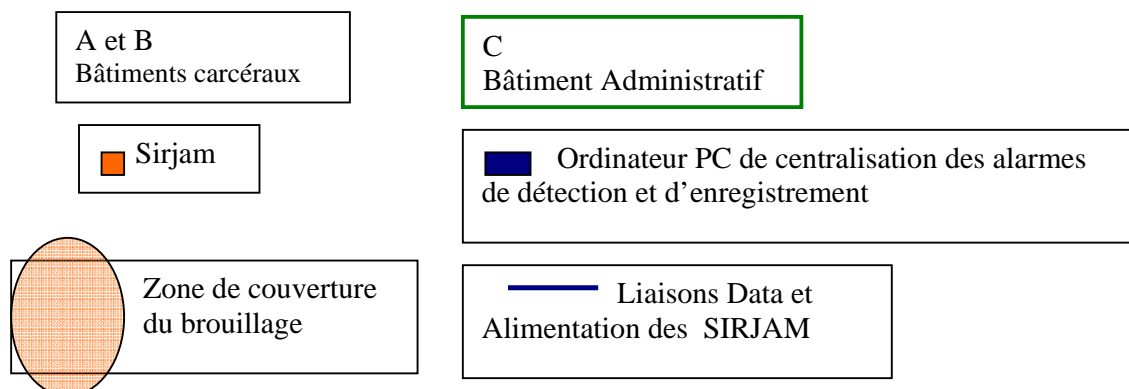 A et B
Bâtiments carcéraux
C
Bâtiment Administratif
Sirjam
Ordinateur PC de centralisation des alarmes
de détection et d'enregistrement
Zone de couverture
du brouillage
Liaisons Data et
Alimentation des SIRJAM